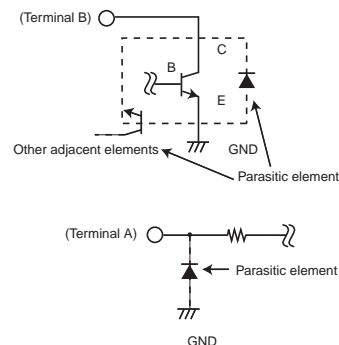 (Terminal B)
C
B
E
Other adjacent elements
GND
Parasitic element
(Terminal A)
Parasitic element
GND